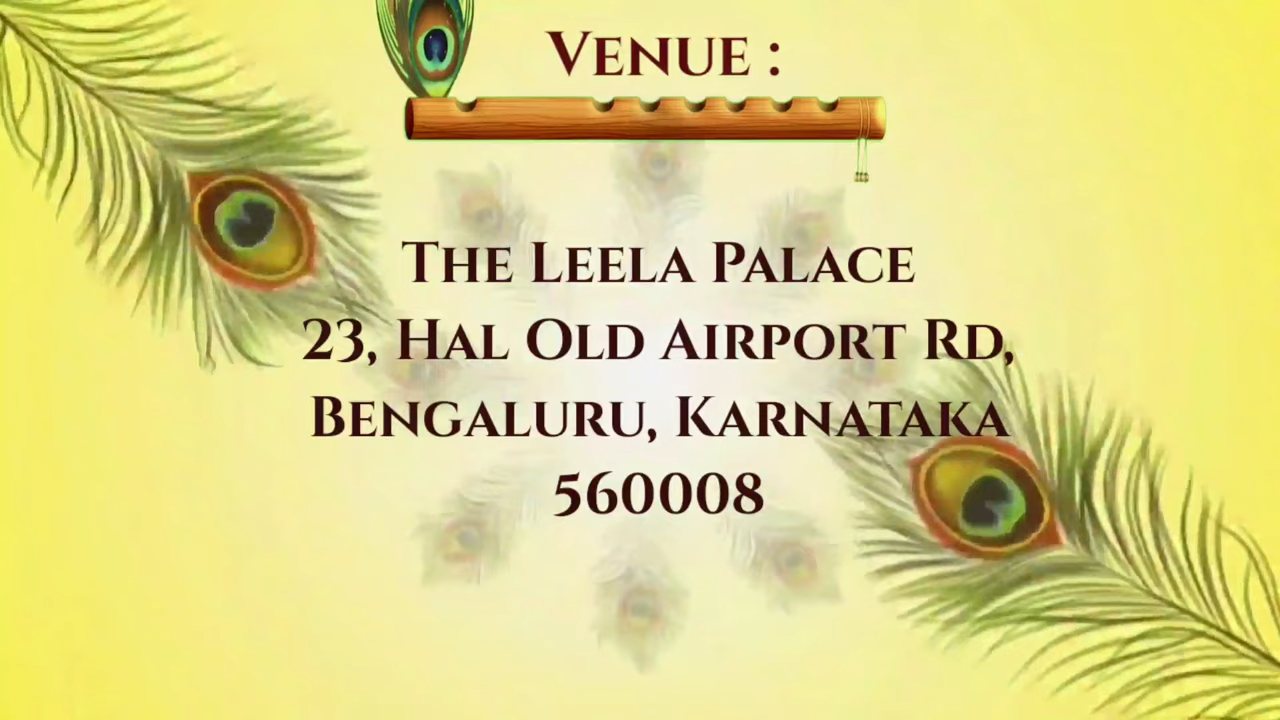 Venue :
The Leela Palace
23, Hal Old Airport Rd,
Bengaluru, Karnataka
560008